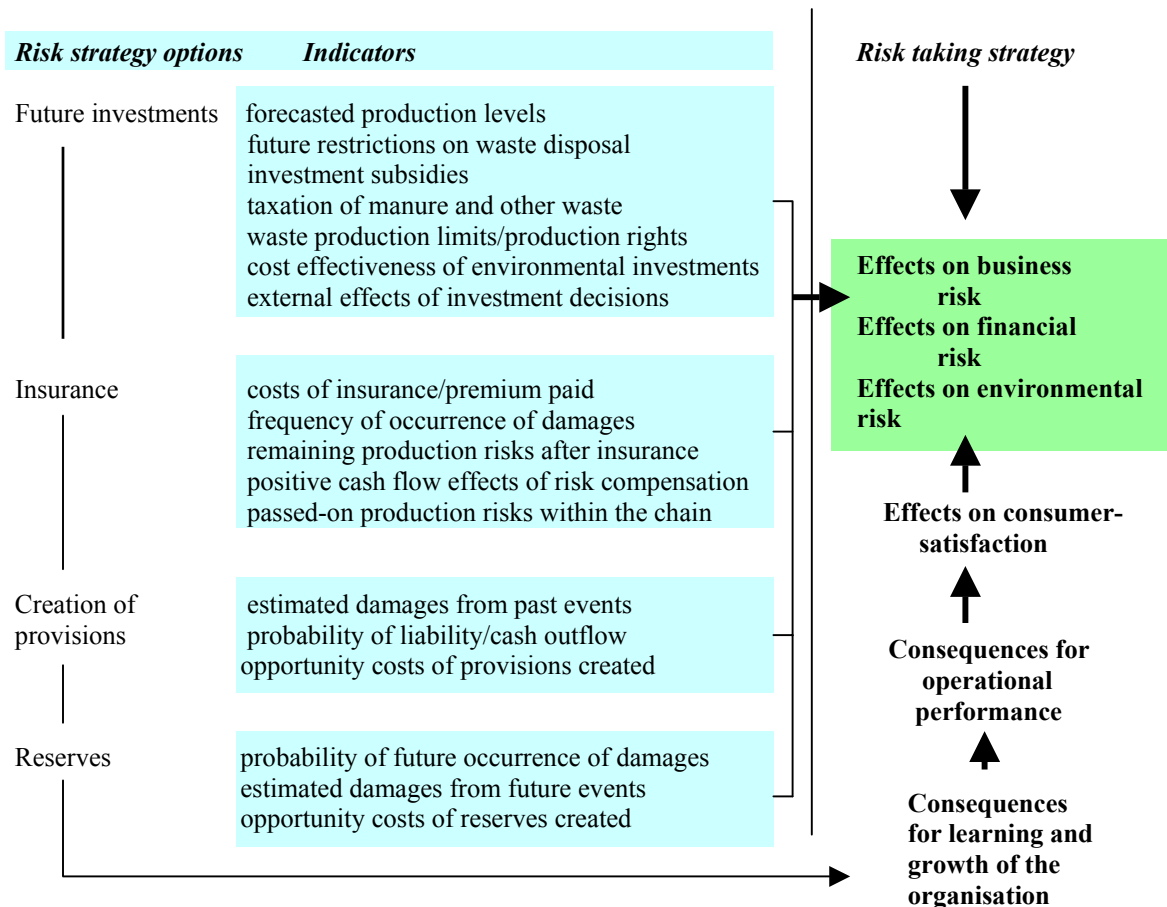 Risk strategy options Indicators
Future investments
forecasted production levels
future restrictions on waste disposal
investment subsidies
taxation of manure and other waste
waste production limits/production rights
cost effectiveness of environmental investments
external effects of investment decisions
Insurance
costs of insurance/premium paid
frequency of occurrence of damages
remaining production risks after insurance
positive cash flow effects of risk compensation
passed-on production risks within the chain
Creation of
provisions
estimated damages from past events
probability of liability/cash outflow
opportunity costs of provisions created
Reserves
probability of future occurrence of damages
estimated damages from future events
opportunity costs of reserves created
Risk taking strategy
Effects on business
risk
Effects on financial
risk
Effects on environmental
risk
Effects on consumer-
satisfaction
Consequences for
operational
performance
Consequences
for learning and
growth of the
organisation